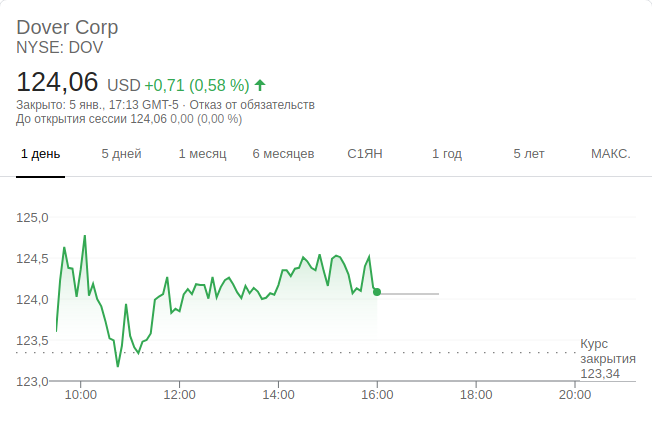 Dover Corp
NYSE: DOV
124,06 USD +0,71 (0,58 %)
Закрыто: 5 янв., 17:13 GMT-5 · Отказ от обязательств
До открытия сессии 124,06 0,00 (0,00 %)
1 день 5 дней 1 месяц 6 месяцев С1ЯН 1 год 5 лет МАКС.
125,0
124,5
124,0
123,5
Курс
закрытия
123,34
123,0
10:00 12:00 14:00 16:00 18:00 20:00